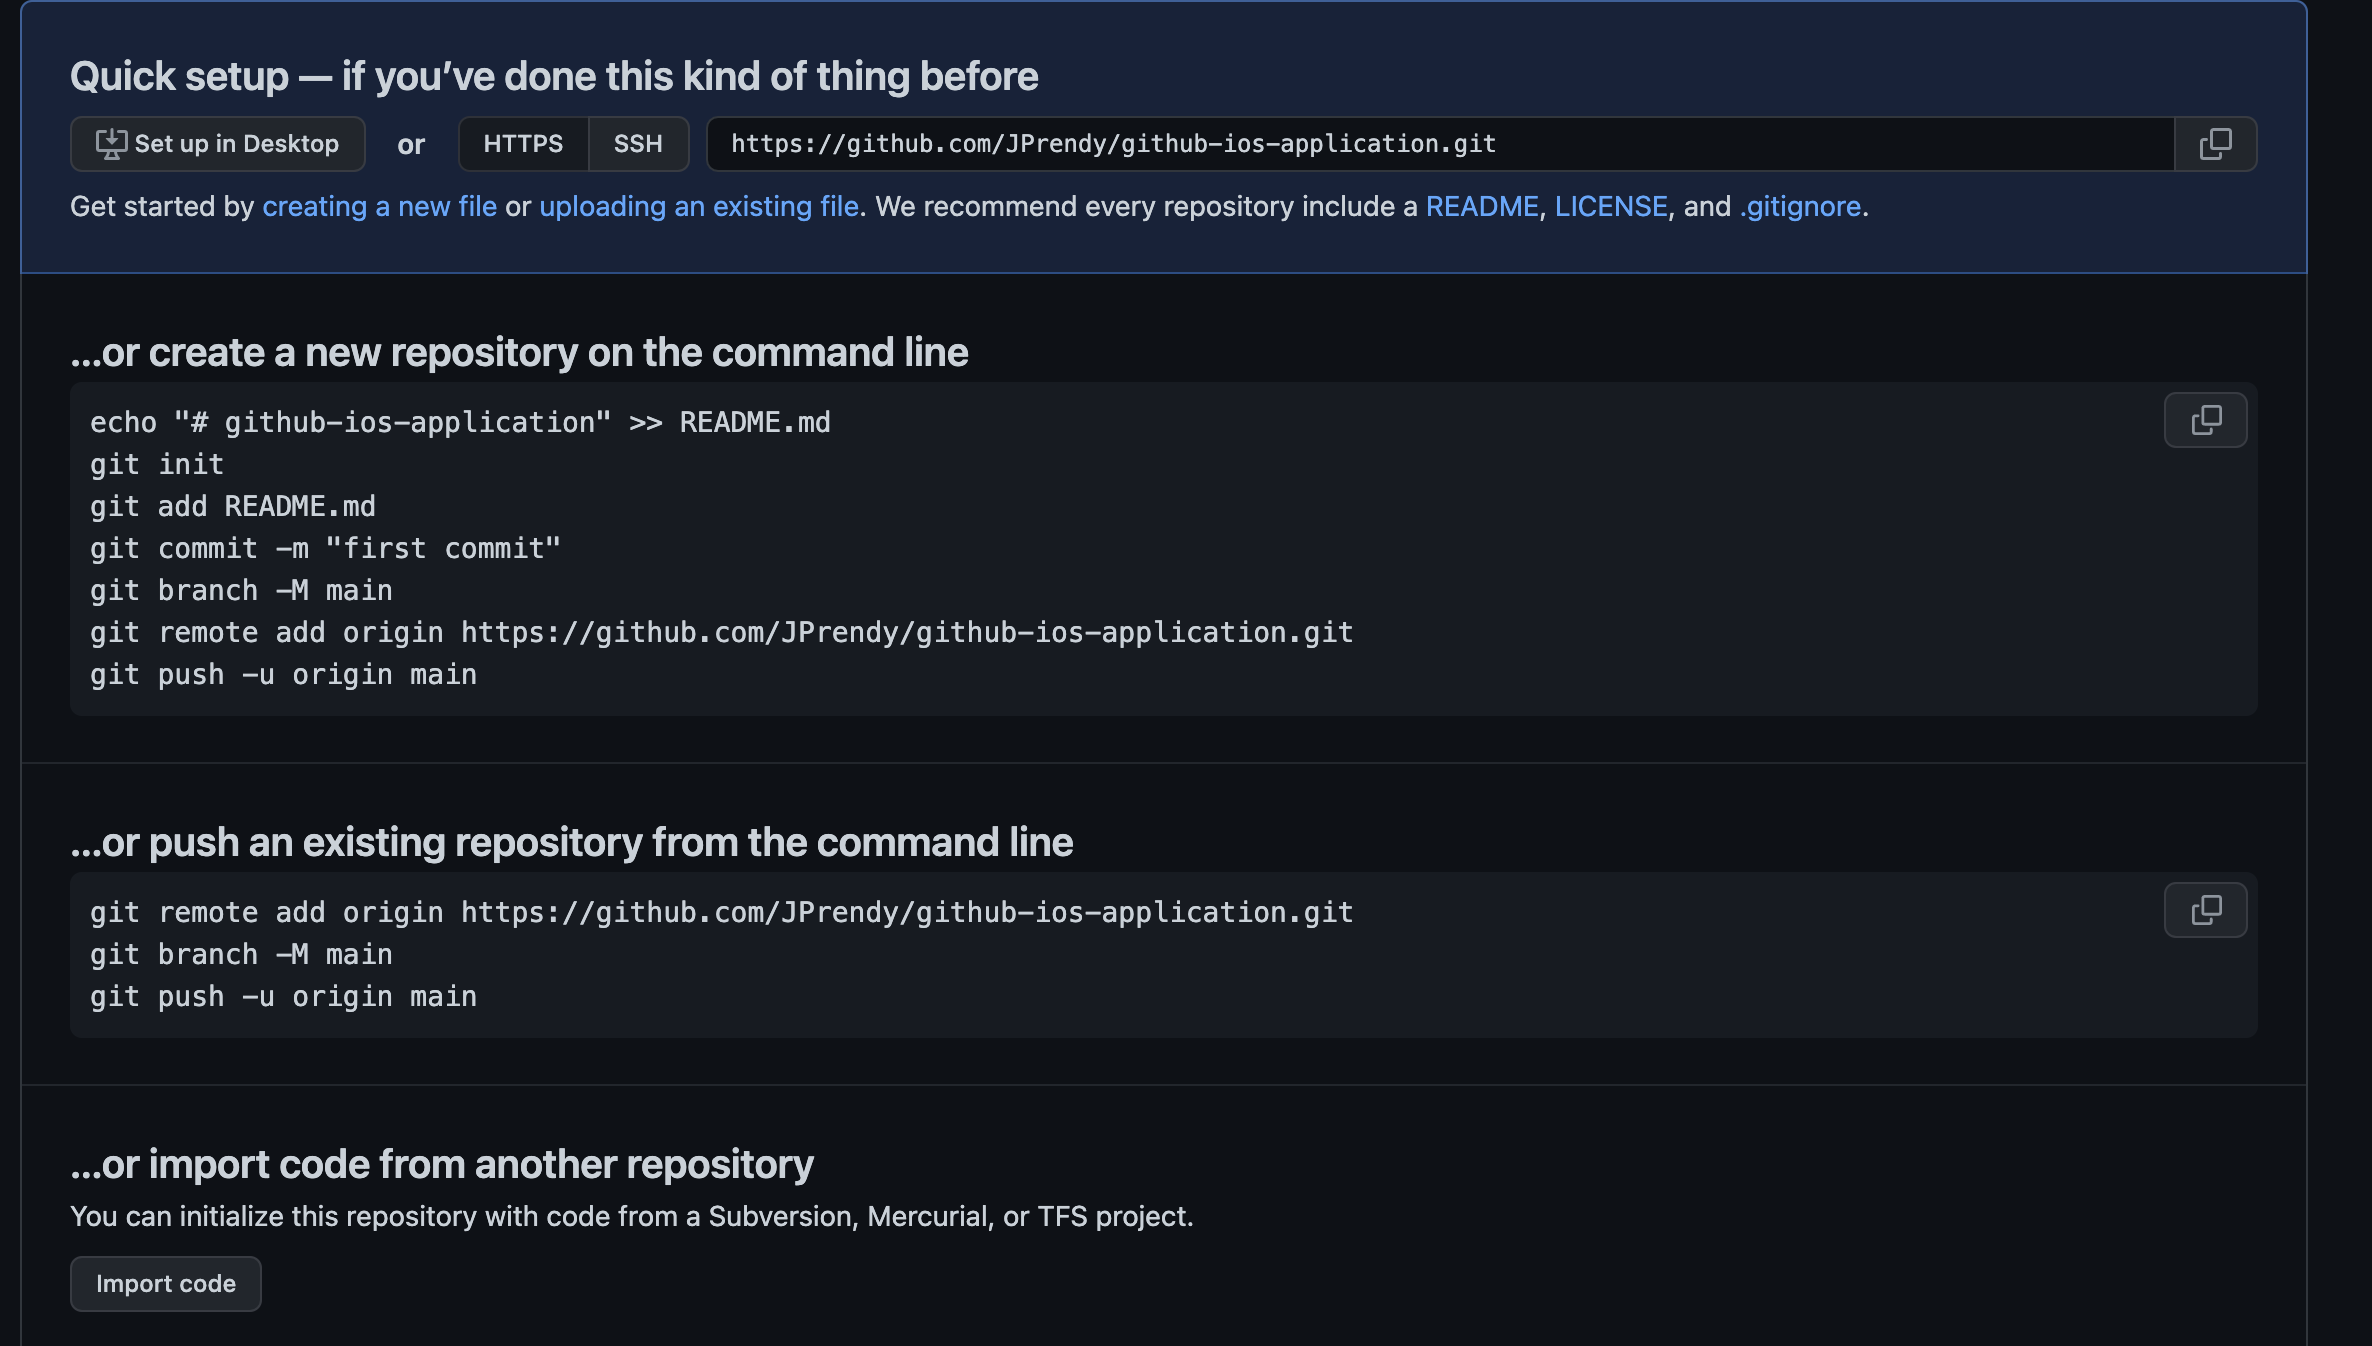 Quick setup — if you’ve done this kind of thing before
Set up in Desktop or HTTPS SSH https://github.com/JPrendy/github-ios-application.git
Get started by creating a new file or uploading an existing file. We recommend every repository include a README, LICENSE, and .gitignore.
…or create a new repository on the command line
echo "# github-ios-application" >> README.md
git init
git add README.md
git commit -m "first commit"
git branch -M main
git remote add origin https://github.com/JPrendy/github-ios-application.git
git push -u origin main
…or push an existing repository from the command line
git remote add origin https://github.com/JPrendy/github-ios-application.git
git branch -M main
git push -u origin main
…or import code from another repository
You can initialize this repository with code from a Subversion, Mercurial, or TFS project.
Import code